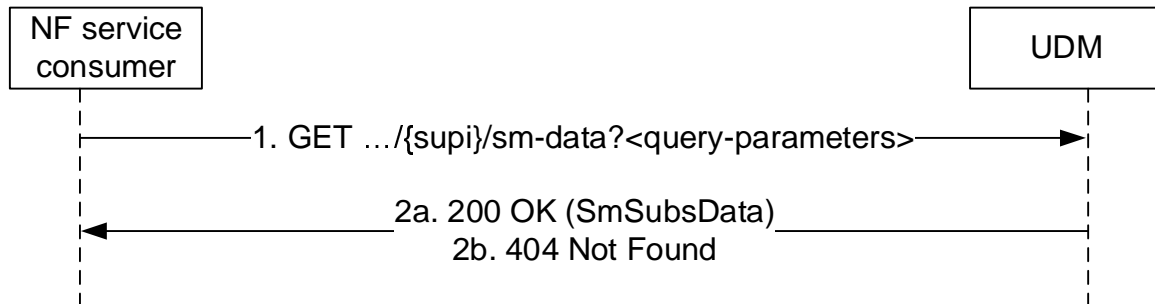 NF service
consumer
UDM
1. GET …/{supi}/sm-data?<query-parameters>
2a. 200 OK (SmSubsData)
2b. 404 Not Found